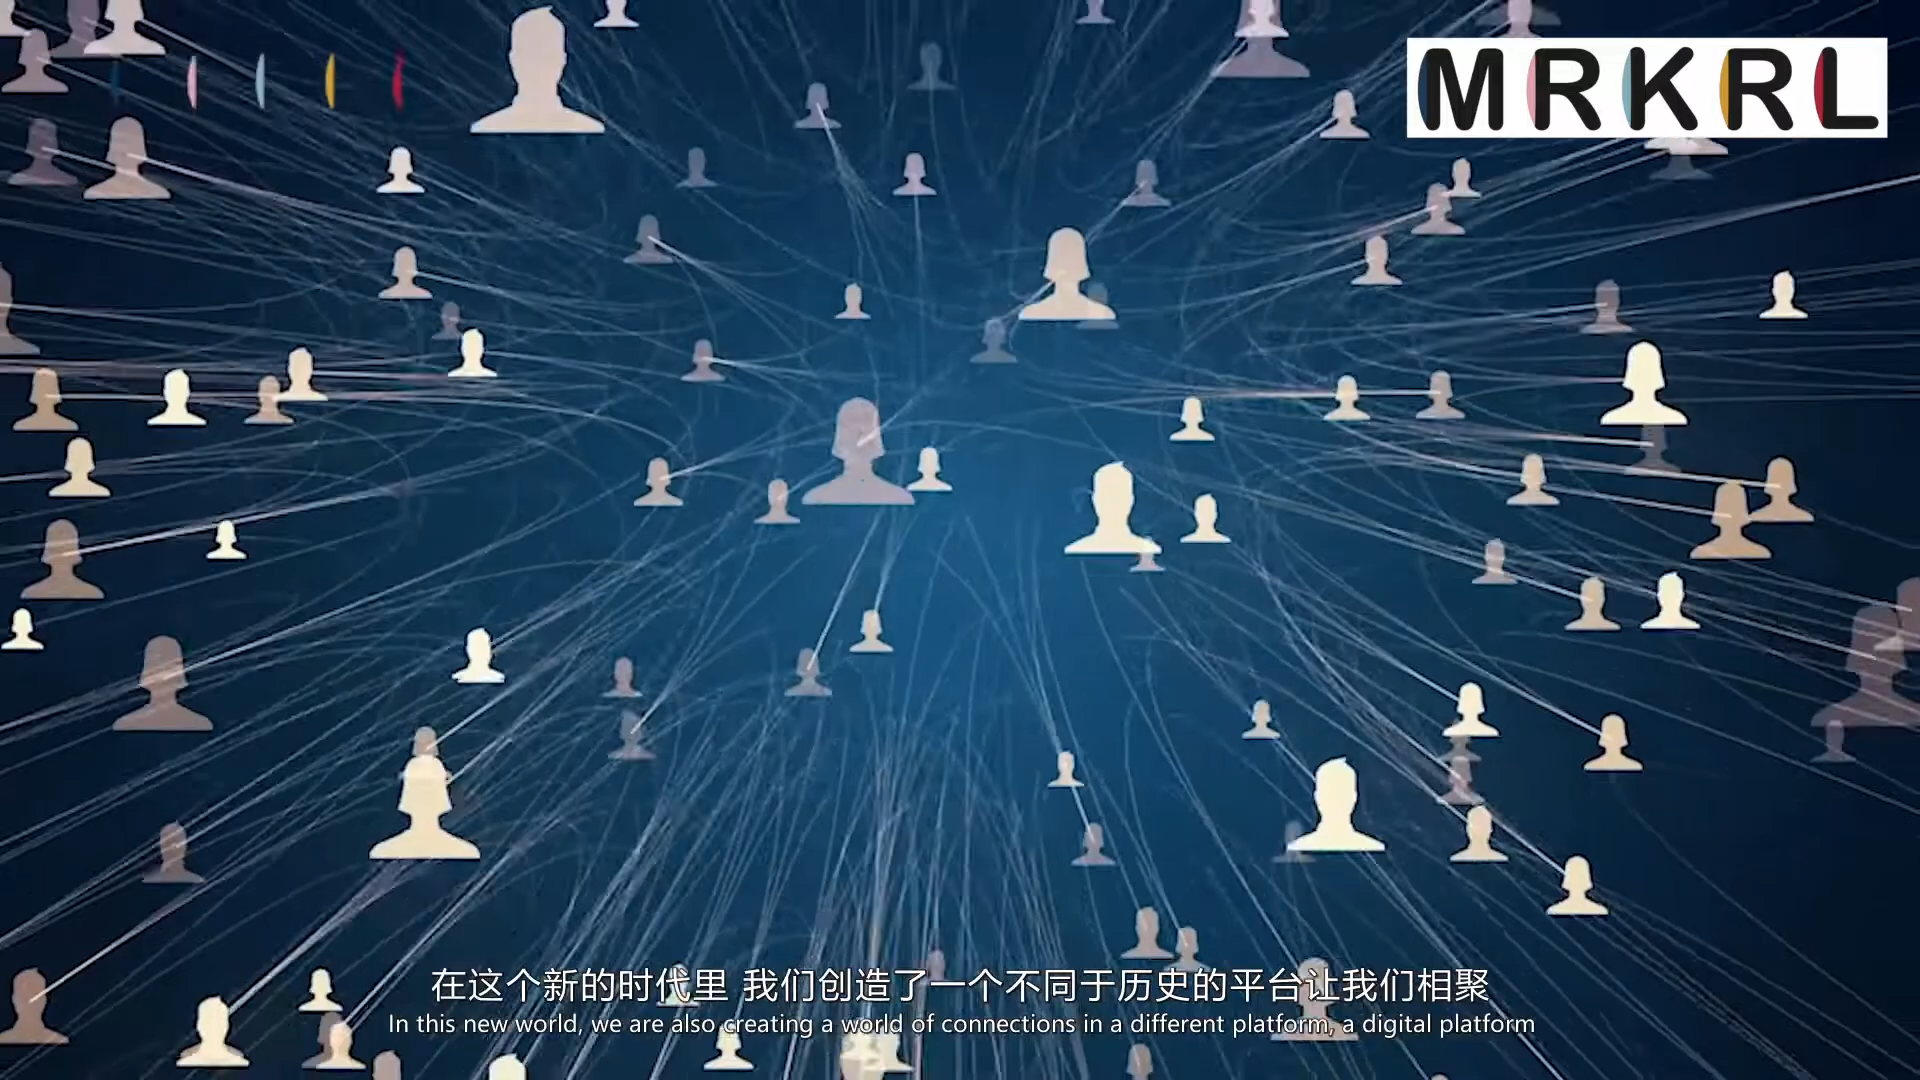 MRKRL
在这个新的时代里 我们创造了一个不同于历史的平台让我们相聚
In this new world, we are also creating a world of connections in a different platform, a digital platform